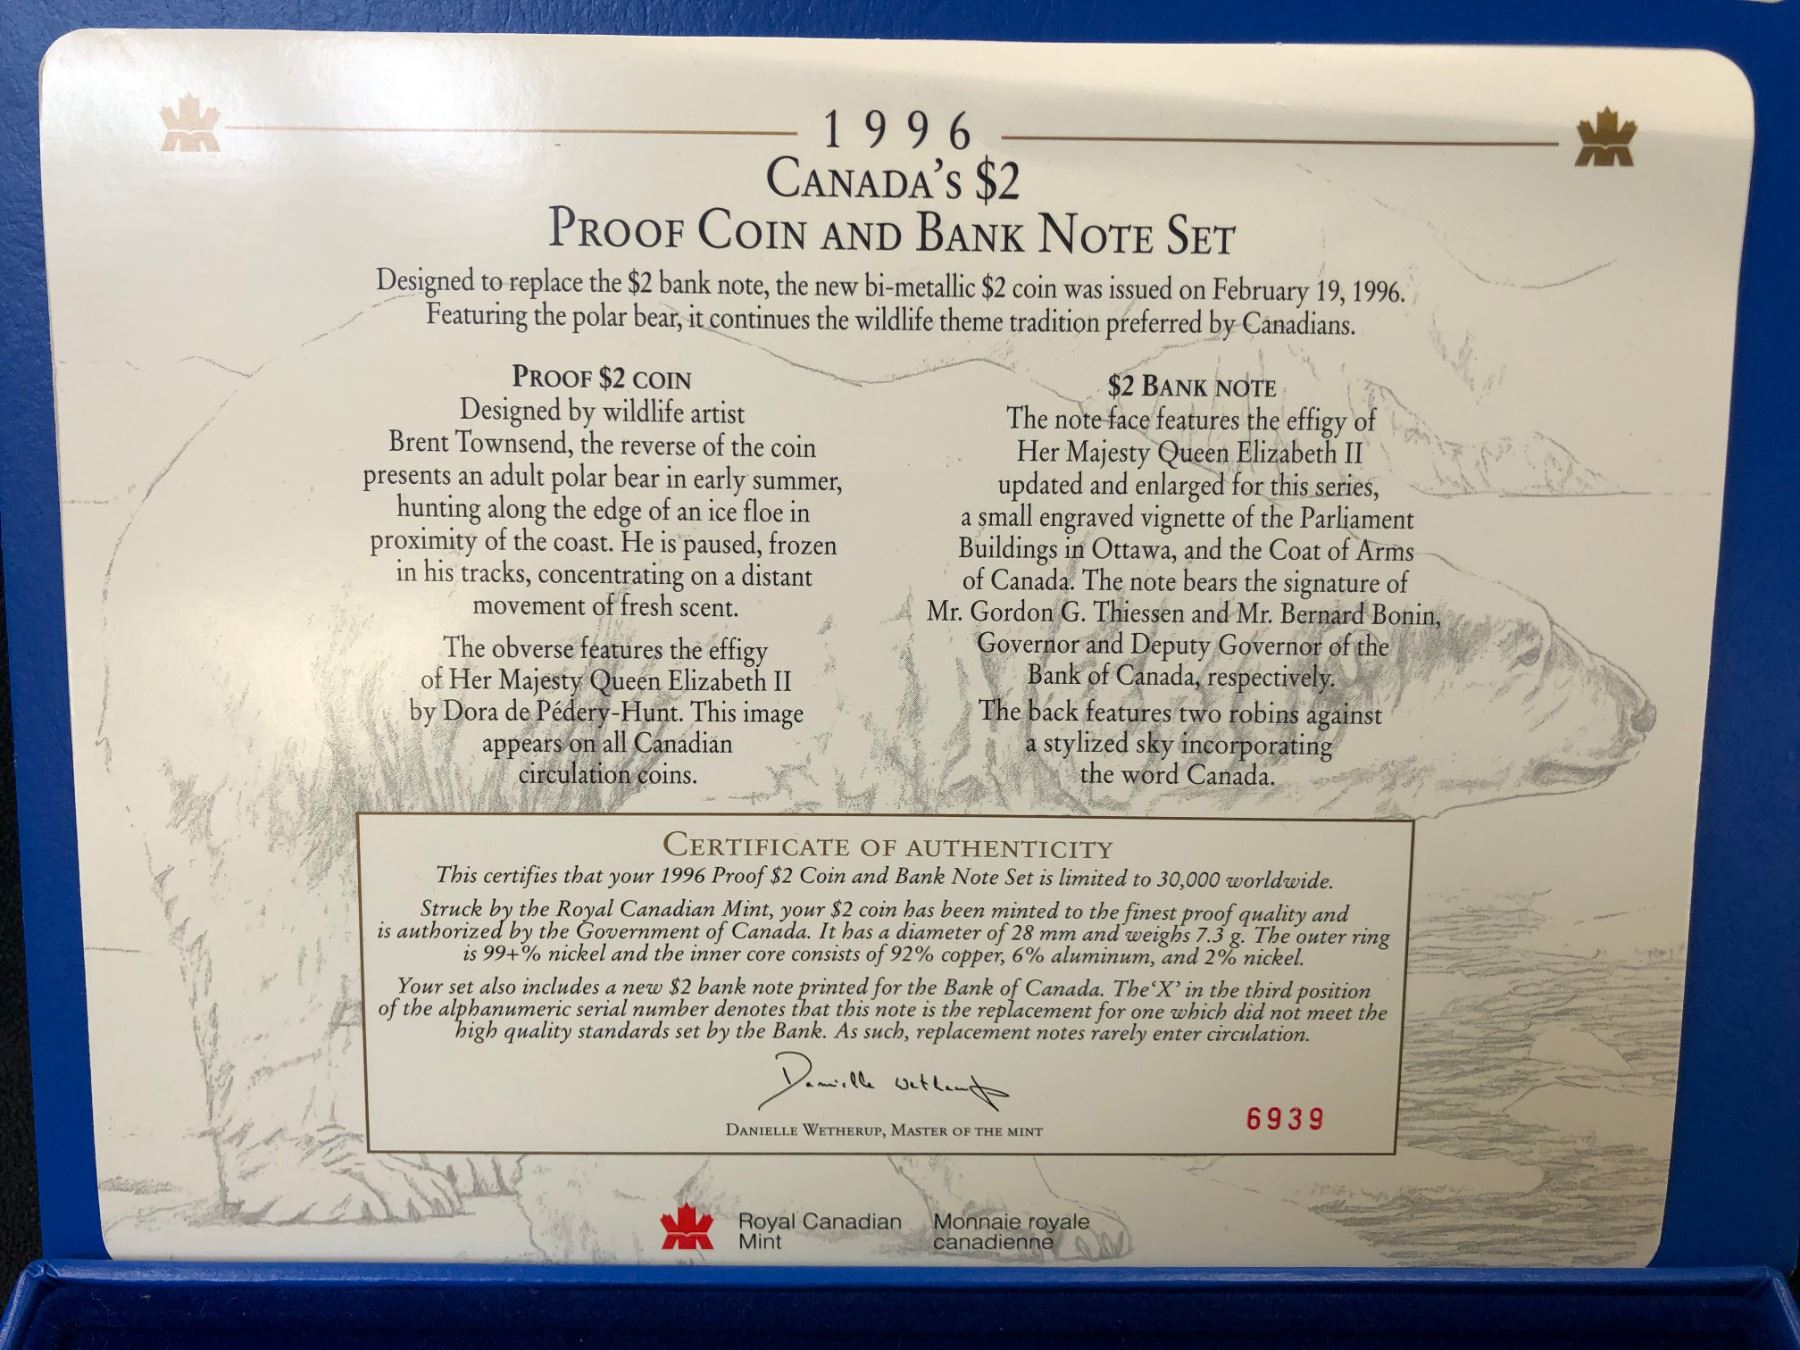 1996
CANADA'S $2
PROOF COIN AND BANK NOTE SET
Designed to replace the $2 bank note, the new bi-metallic $2 coin was issued on February 19, 1996.
Featuring the polar bear, it continues the wildlife theme tradition preferred by Canadians.
PROOF $2 COIN
Designed by wildlife artist
Brent Townsend, the reverse of the coin
presents an adult polar bear in early summer,
hunting along the edge of an ice floe in
proximity of the coast. He is paused, frozen
in his tracks, concentrating on a distant
movement of fresh scent.
The obverse features the effigy
of Her Majesty Queen Elizabeth II
by Dora de Pédery-Hunt. This image
appears on all Canadian
circulation coins.
$2 BANK NOTE
The note face features the effigy of
Her Majesty Queen Elizabeth II
updated and enlarged for this series,
a small engraved vignette of the Parliament
Buildings in Ottawa, and the Coat of Arms
of Canada. The note bears the signature of
Mr. Gordon G. Thiessen and Mr. Bernard Bonin,
Governor and Deputy Governor of the
Bank of Canada, respectively.
The back features two robins against
a stylized sky incorporating
the word Canada.
CERTIFICATE OF AUTHENTICITY
This certifies that your 1996 Proof $2 Coin and Bank Note Set is limited to 30,000 worldwide.
Struck by the Royal Canadian Mint, your $2 coin has been minted to the finest proof quality and
is authorized by the Government of Canada. It has a diameter of 28 mm and weighs 7.3 g. The outer ring
is 99+% nickel and the inner core consists of 92% copper, 6% aluminum, and 2% nickel.
Your set also includes a new $2 bank note printed for the Bank of Canada. The 'X' in the third position
of the alphanumeric serial number denotes that this note is the replacement for one which did not meet the
high quality standards set by the Bank. As such, replacement notes rarely enter circulation.
Danielle Wetherup
DANIELLE WETHERUP, MASTER OF THE MINT
6939
Royal Canadian Mint
Monnaie royale canadienne